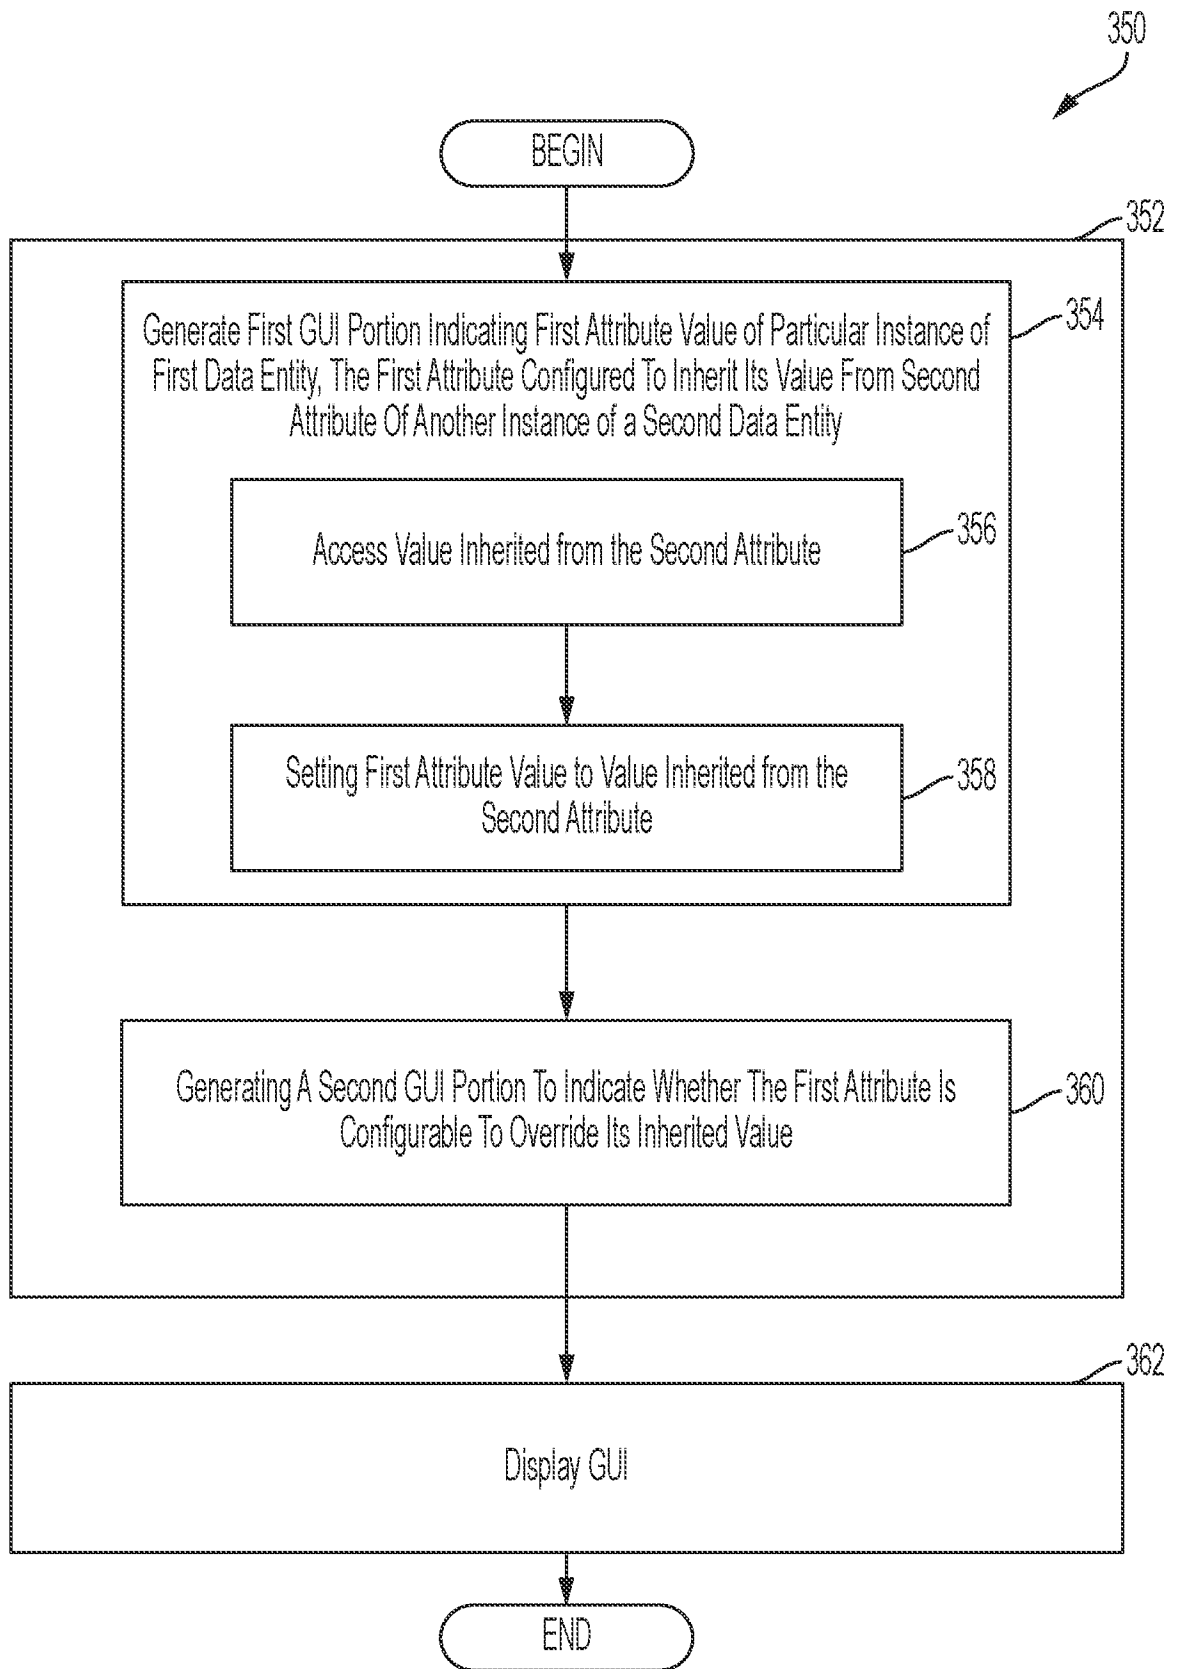 350
BEGIN
352
Generate First GUI Portion Indicating First Attribute Value of Particular Instance of
First Data Entity, The First Attribute Configured To Inherit Its Value From Second
Attribute Of Another Instance of a Second Data Entity
354
Access Value Inherited from the Second Attribute
356
Setting First Attribute Value to Value Inherited from the
Second Attribute
358
Generating A Second GUI Portion To Indicate Whether The First Attribute Is
Configurable To Override Its Inherited Value
360
362
Display GUI
END